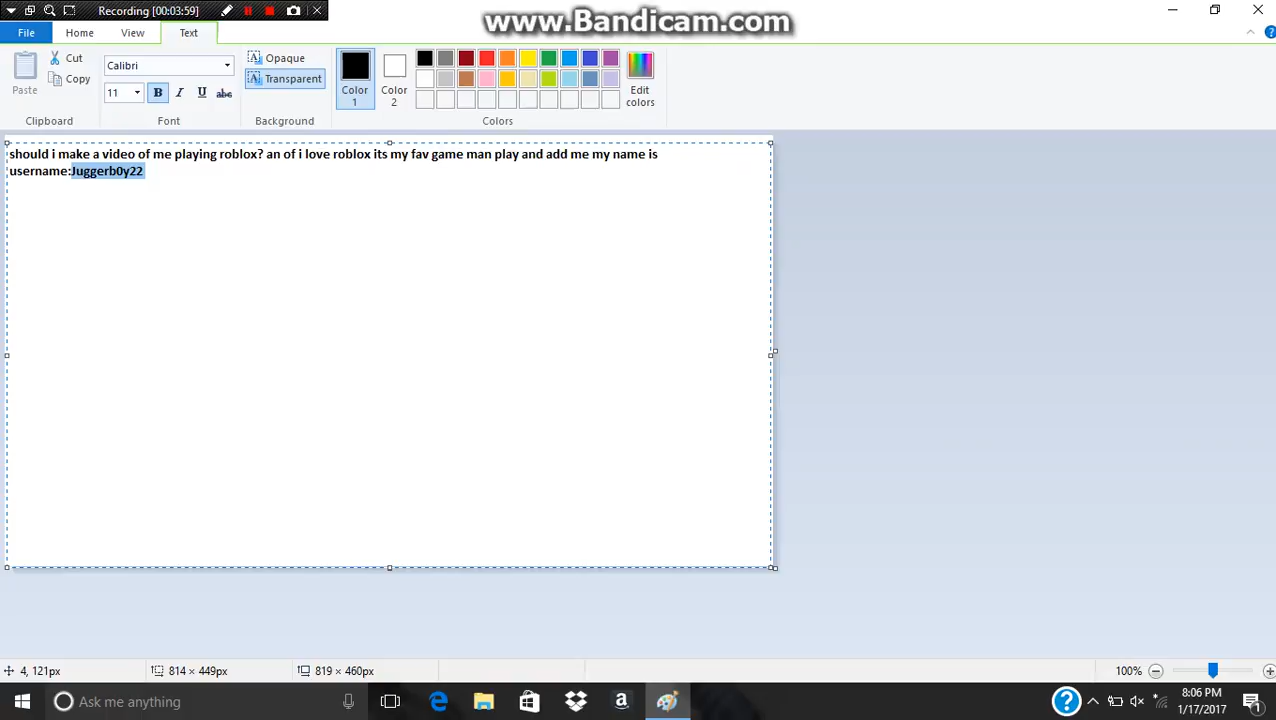 www.Bandicam.com
Recording [00:03:59]
File Home View Text
Paste Cut Copy Clipboard
Calibri
11 B I U abc
Font
Opaque
Transparent
Background
Color 1
Color 2
Edit colors
Colors
should i make a video of me playing roblox? an of i love roblox its my fav game man play and add me my name is
username:Juggerb0y22
4, 121px 814 × 449px 819 × 460px 100%
Ask me anything
8:06 PM
1/17/2017